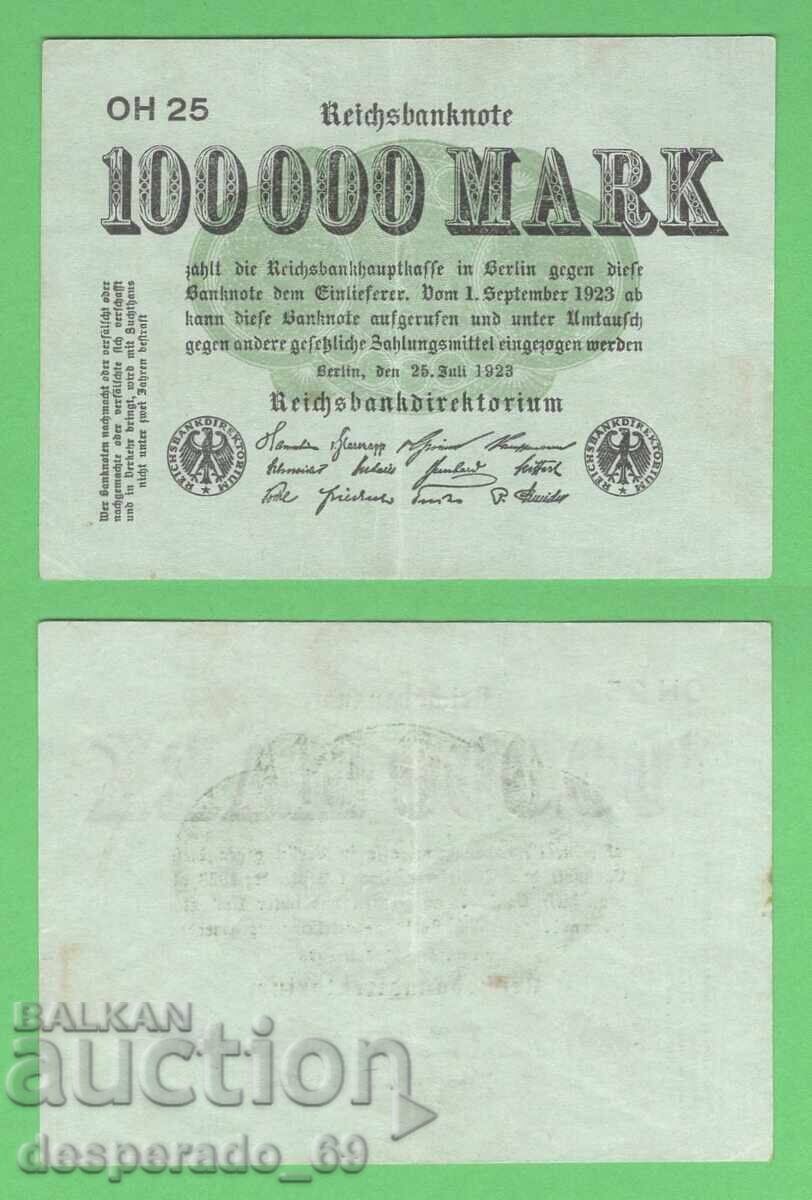 OH 25
Reichsbanknote
100000 MARK
zahlt die Reichsbankhauptkasse in Berlin gegen diese
Banknote dem Einlieferer. Vom 1. September 1923 ab
kann diese Banknote aufgerufen und unter Umtausch
gegen andere gesetzliche Zahlungsmittel eingezogen werden
Berlin, den 25. Juli 1923
Reichsbankdirektorium
Wer Banknoten nachmacht oder verfälscht oder
nachgemachte oder verfälschte sich verschafft
und in Verkehr bringt, wird mit Zuchthaus
nicht unter zwei Jahren bestraft
REICHSBANKDIREKTORIUM
REICHSBANKDIREKTORIUM
Friedrich
P. Schneider
BALKAN
auction
desperado_69